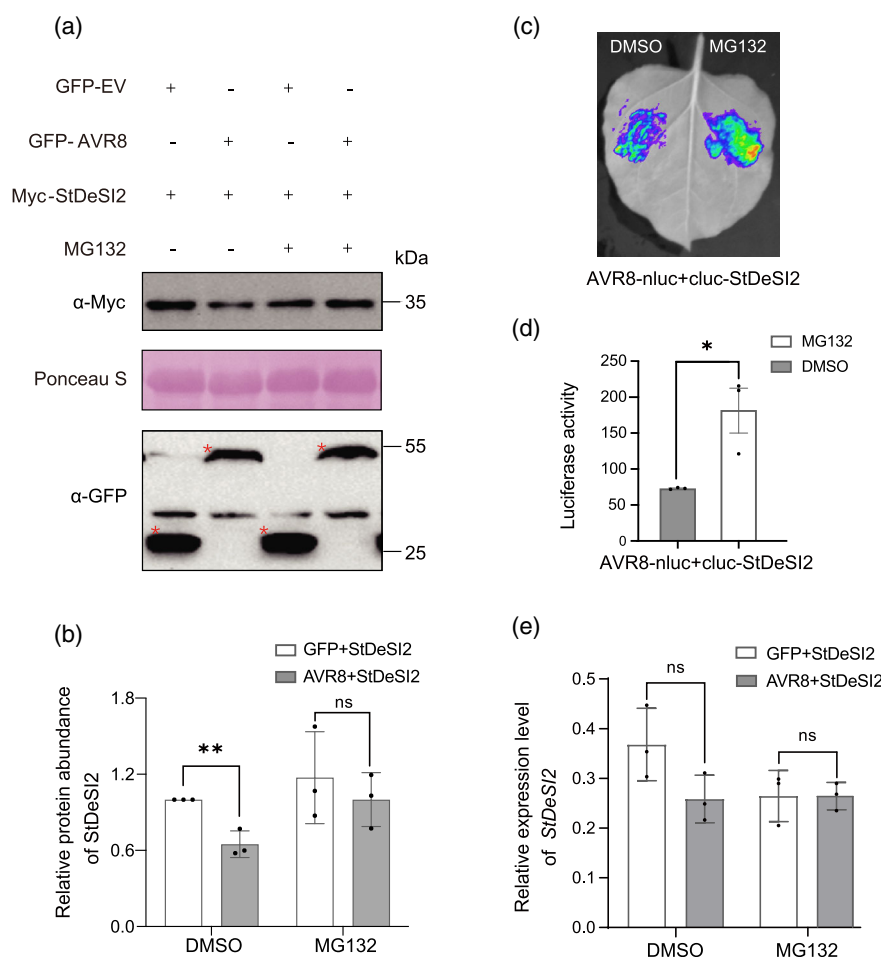 (a)
GFP-EV + - + -
GFP- AVR8 - + - +
Myc-StDeSI2 + + + +
MG132 - - + +
kDa
α-Myc 35
Ponceau S
α-GFP
* * 55
* * 25
(b)
GFP+StDeSI2
AVR8+StDeSI2
Relative protein abundance
of StDeSI2
1.8
1.2
0.6
0.0
**
ns
DMSO MG132
(c)
DMSO MG132
AVR8-nluc+cluc-StDeSI2
(d)
MG132
DMSO
Luciferase activity
250
200
150
100
50
0
*
AVR8-nluc+cluc-StDeSI2
(e)
GFP+StDeSI2
AVR8+StDeSI2
Relative expression level
of StDeSI2
0.5
0.4
0.3
0.2
0.1
0.0
ns
ns
DMSO MG132